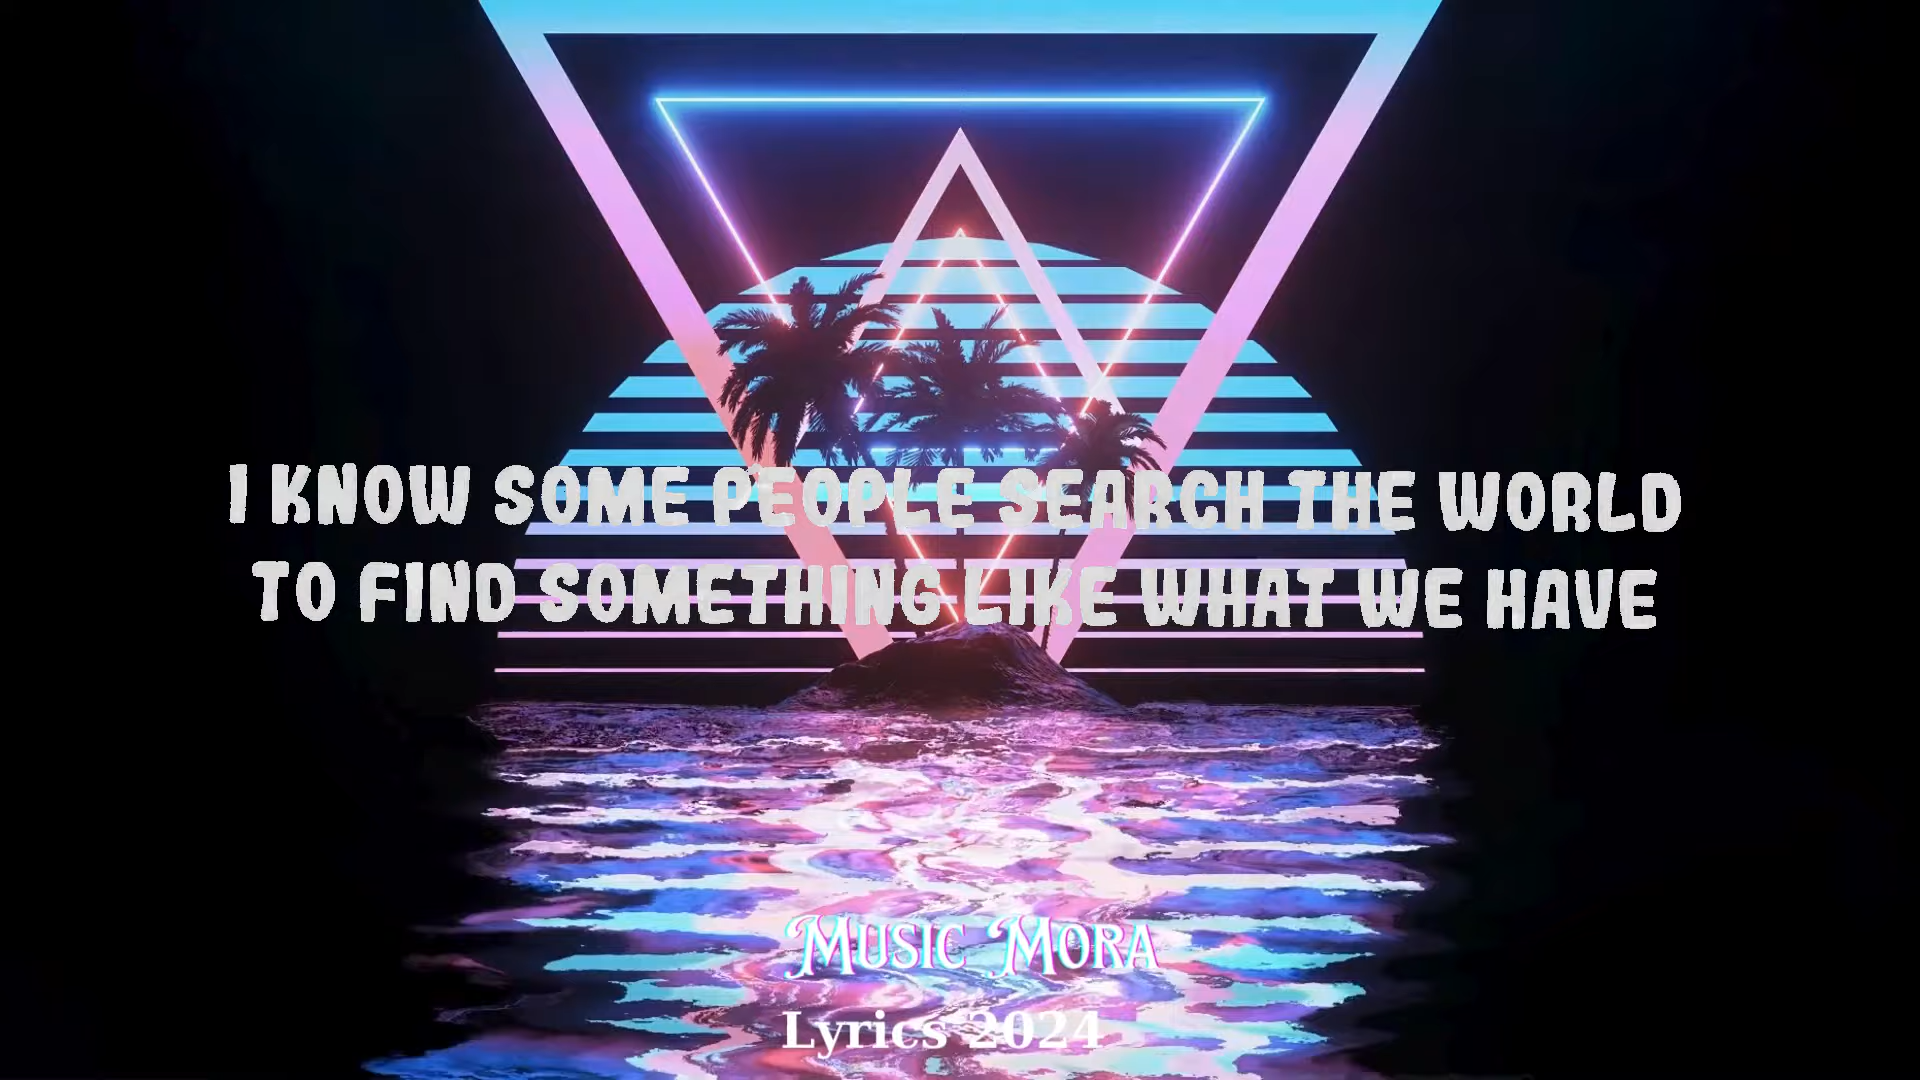 I KNOW SOME PEOPLE SEARCH THE WORLD
TO FIND SOMETHING LIKE WHAT WE HAVE
MUSIC MORA
Lyrics 2024